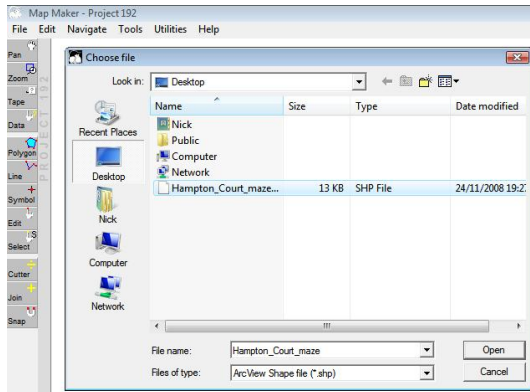 Map Maker - Project 192
File Edit Navigate Tools Utilities Help
Pan
Zoom
Tape
Data
Polygon
Line
Symbol
Edit
Select
Cutter
Join
Snap
PROJECT 192
Choose file
Look in: Desktop
Recent Places
Desktop
Nick
Computer
Network
Name Size Type Date modified
Nick
Public
Computer
Network
Hampton_Court_maze... 13 KB SHP File 24/11/2008 19:27
File name: Hampton_Court_maze Open
Files of type: ArcView Shape file (*.shp) Cancel